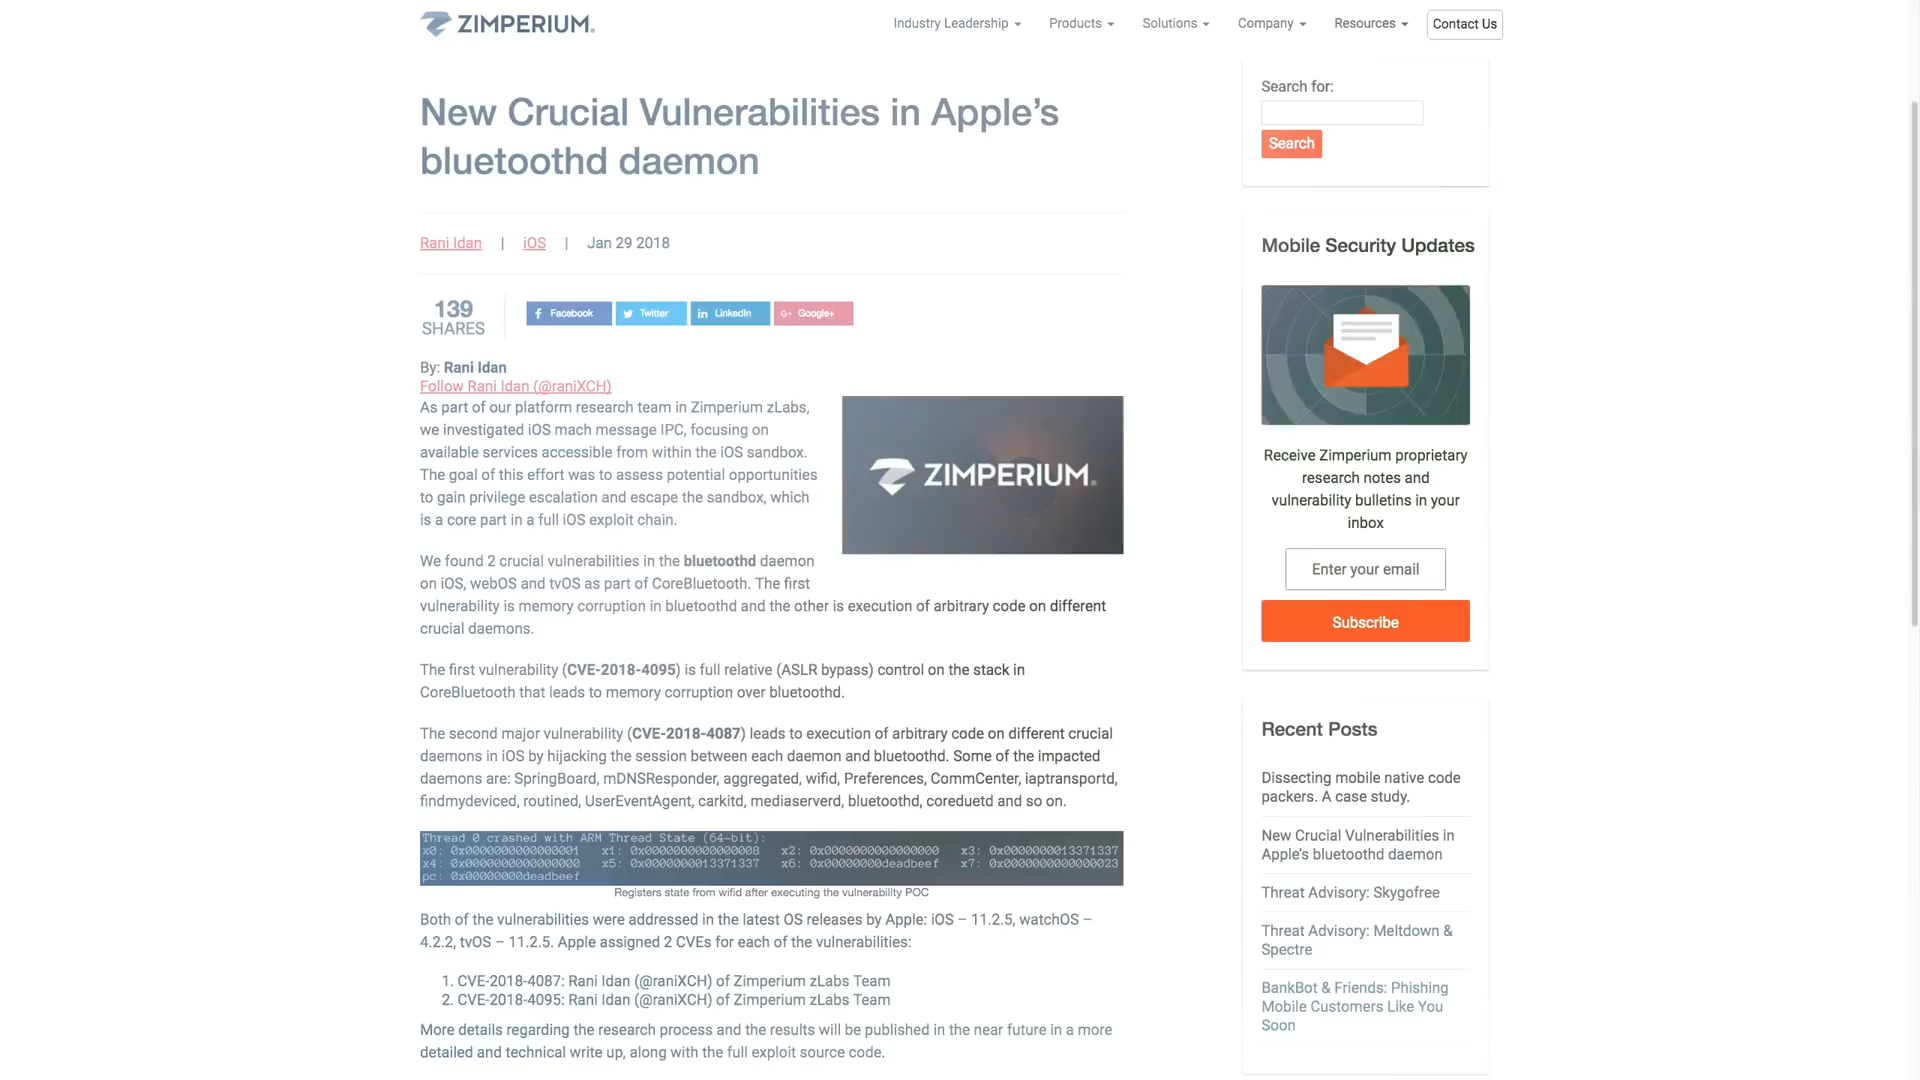 ZIMPERIUM.
Industry Leadership
Products
Solutions
Company
Resources
Contact Us
New Crucial Vulnerabilities in Apple’s
bluetoothd daemon
Rani Idan | iOS | Jan 29 2018
139
SHARES
Facebook
Twitter
LinkedIn
G+ Google+
By: Rani Idan
Follow Rani Idan (@raniXCH)
As part of our platform research team in Zimperium zLabs,
we investigated iOS mach message IPC, focusing on
available services accessible from within the iOS sandbox.
The goal of this effort was to assess potential opportunities
to gain privilege escalation and escape the sandbox, which
is a core part in a full iOS exploit chain.
ZIMPERIUM.
We found 2 crucial vulnerabilities in the bluetoothd daemon
on iOS, webOS and tvOS as part of CoreBluetooth. The first
vulnerability is memory corruption in bluetoothd and the other is execution of arbitrary code on different
crucial daemons.
The first vulnerability (CVE-2018-4095) is full relative (ASLR bypass) control on the stack in
CoreBluetooth that leads to memory corruption over bluetoothd.
The second major vulnerability (CVE-2018-4087) leads to execution of arbitrary code on different crucial
daemons in iOS by hijacking the session between each daemon and bluetoothd. Some of the impacted
daemons are: SpringBoard, mDNSResponder, aggregated, wifid, Preferences, CommCenter, iaptransportd,
findmydeviced, routined, UserEventAgent, carkitd, mediaserverd, bluetoothd, coreduetd and so on.
Thread 0 crashed with ARM Thread State (64-bit):
x0: 0x0000000000000001 x1: 0x0000000000000008 x2: 0x0000000000000000 x3: 0x0000000013371337
x4: 0x0000000000000000 x5: 0x0000000013371337 x6: 0x00000000deadbeef x7: 0x0000000000000023
pc: 0x00000000deadbeef
Registers state from wifid after executing the vulnerability POC
Both of the vulnerabilities were addressed in the latest OS releases by Apple: iOS – 11.2.5, watchOS –
4.2.2, tvOS – 11.2.5. Apple assigned 2 CVEs for each of the vulnerabilities:
1. CVE-2018-4087: Rani Idan (@raniXCH) of Zimperium zLabs Team
2. CVE-2018-4095: Rani Idan (@raniXCH) of Zimperium zLabs Team
More details regarding the research process and the results will be published in the near future in a more
detailed and technical write up, along with the full exploit source code.
Search for:
Search
Mobile Security Updates
Receive Zimperium proprietary
research notes and
vulnerability bulletins in your
inbox
Enter your email
Subscribe
Recent Posts
Dissecting mobile native code
packers. A case study.
New Crucial Vulnerabilities in
Apple’s bluetoothd daemon
Threat Advisory: Skygofree
Threat Advisory: Meltdown &
Spectre
BankBot & Friends: Phishing
Mobile Customers Like You
Soon